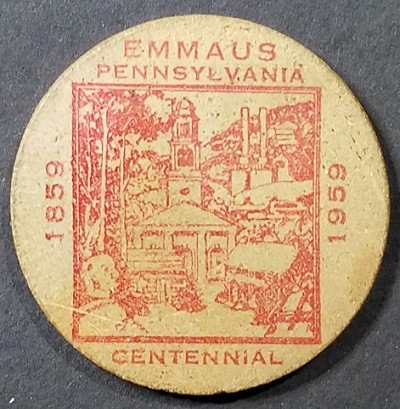 EMMAUS
PENNSYLVANIA
1859
1959
CENTENNIAL